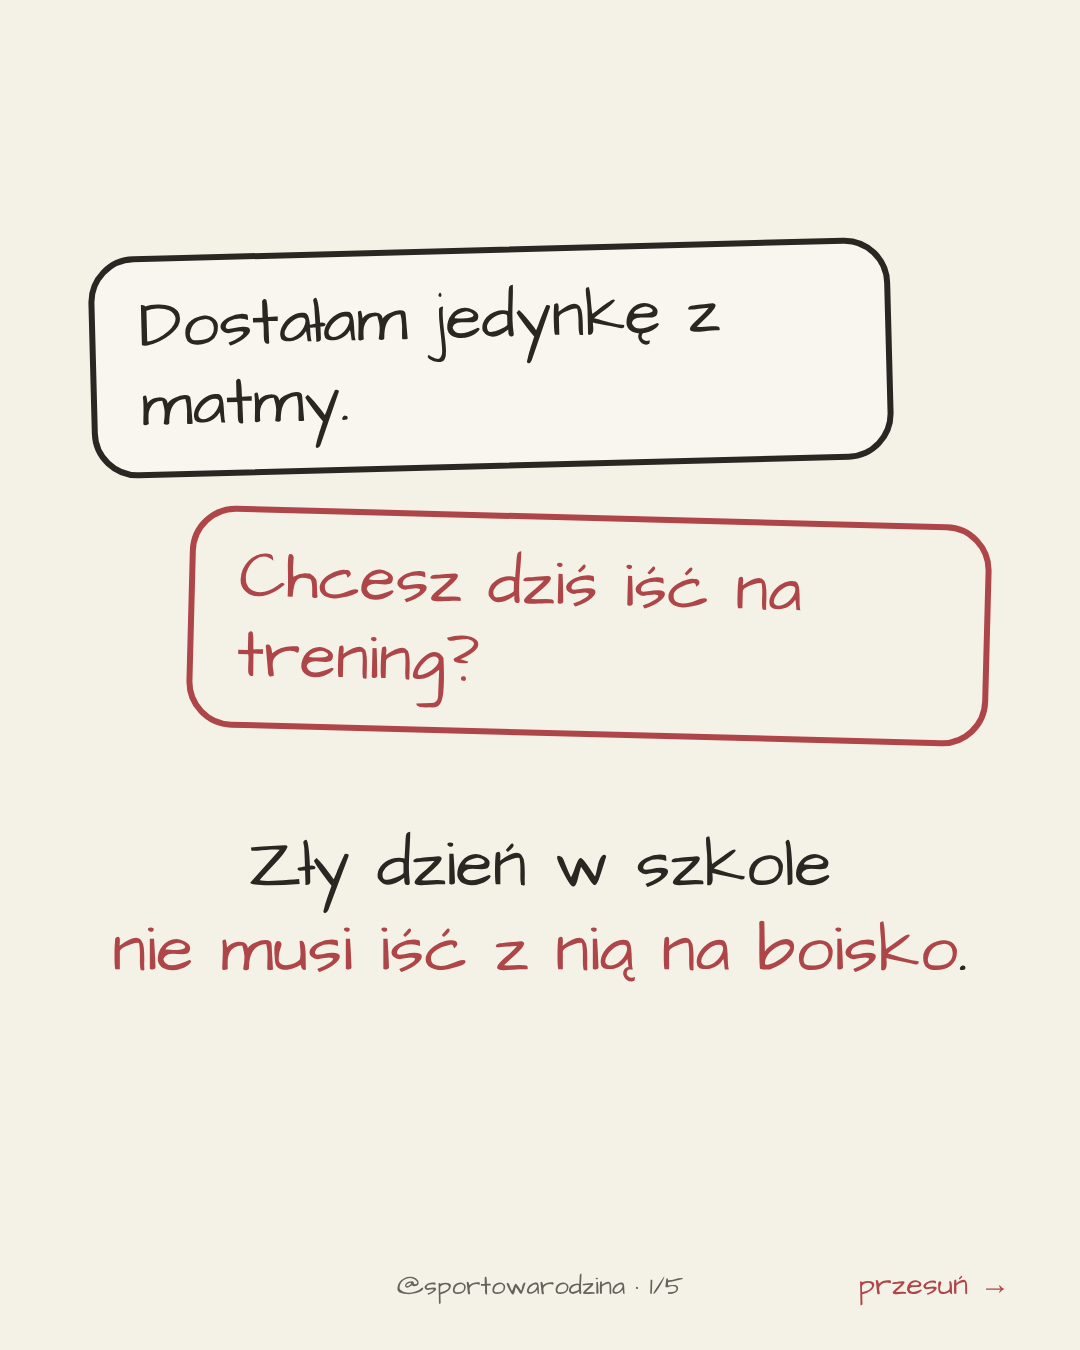 Dostałam jedynkę z
matmy.
Chcesz dziś iść na
trening?
Zły dzień w szkole
nie musi iść z nią na boisko.
@sportowarodzina · 1/5
przesuń →